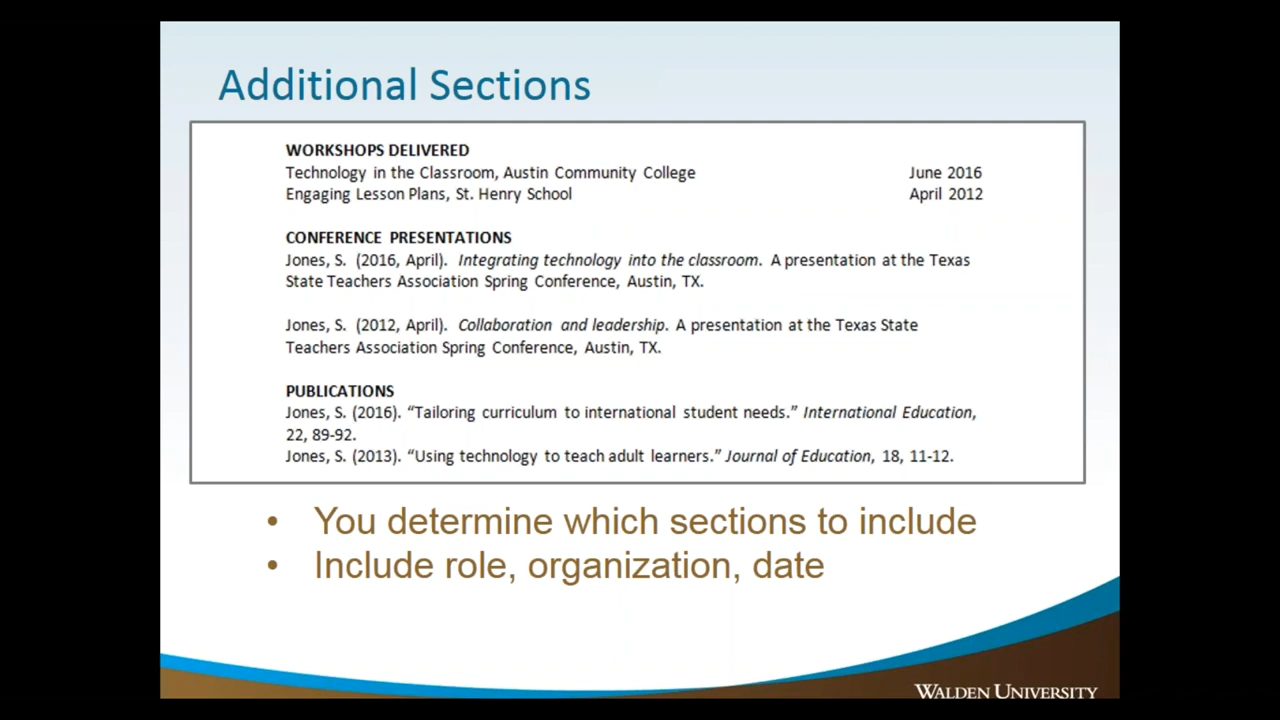 Additional Sections
WORKSHOPS DELIVERED
Technology in the Classroom, Austin Community College June 2016
Engaging Lesson Plans, St. Henry School April 2012
CONFERENCE PRESENTATIONS
Jones, S. (2016, April). Integrating technology into the classroom. A presentation at the Texas
State Teachers Association Spring Conference, Austin, TX.
Jones, S. (2012, April). Collaboration and leadership. A presentation at the Texas State
Teachers Association Spring Conference, Austin, TX.
PUBLICATIONS
Jones, S. (2016). “Tailoring curriculum to international student needs.” International Education,
22, 89-92.
Jones, S. (2013). “Using technology to teach adult learners.” Journal of Education, 18, 11-12.
• You determine which sections to include
• Include role, organization, date
WALDEN UNIVERSITY